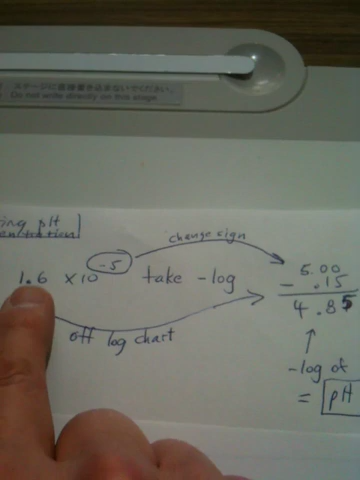 ステージに直接書き込まないでください。
Do not write directly on this stage.
ing pH
entration
change sign
1.6 x10 -5 take -log
5.00
- .15
4.85
off log chart
-log of
= pH